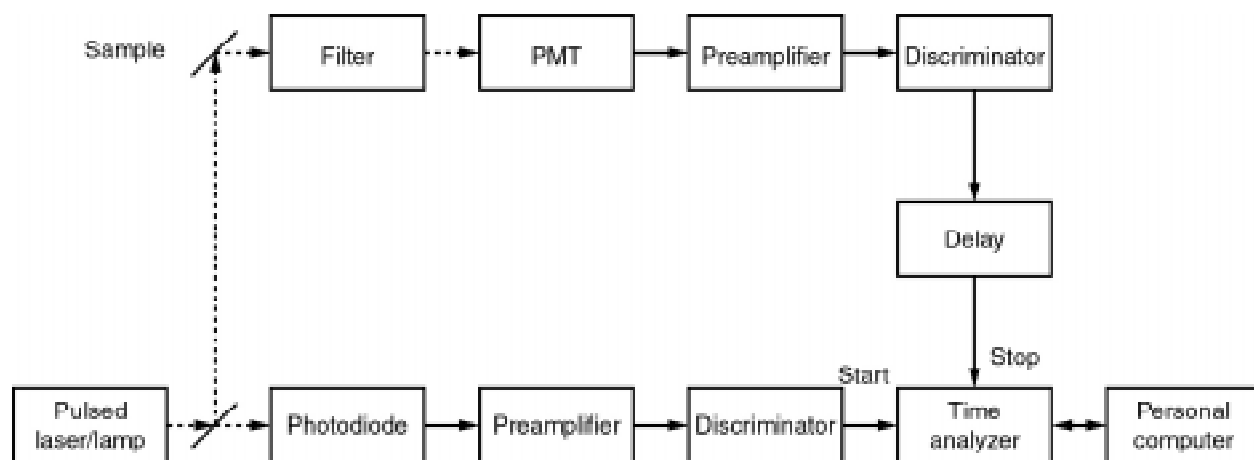 Sample
Filter
PMT
Preamplifier
Discriminator
Delay
Stop
Start
Pulsed
laser/lamp
Photodiode
Preamplifier
Discriminator
Time
analyzer
Personal
computer